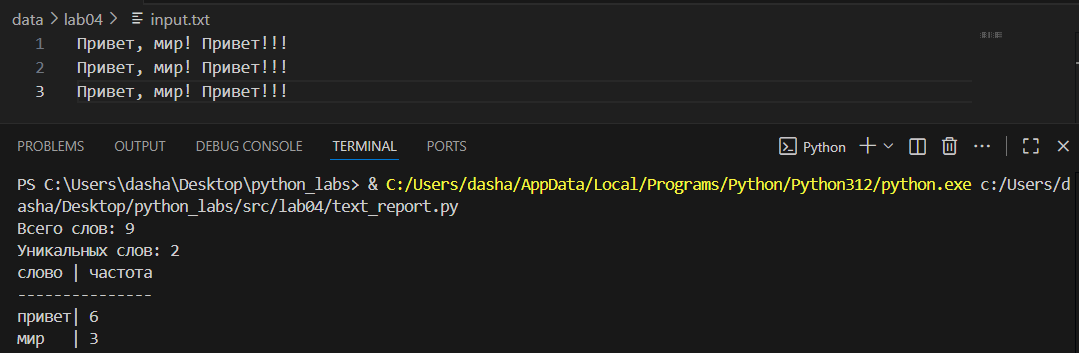 data > lab04 > input.txt
1 Привет, мир! Привет!!!
2 Привет, мир! Привет!!!
3 Привет, мир! Привет!!!
PROBLEMS OUTPUT DEBUG CONSOLE TERMINAL PORTS Python
PS C:\Users\dasha\Desktop\python_labs> & C:/Users/dasha/AppData/Local/Programs/Python/Python312/python.exe c:/Users/d
asha/Desktop/python_labs/src/lab04/text_report.py
Всего слов: 9
Уникальных слов: 2
слово | частота
---------------
привет| 6
мир   | 3